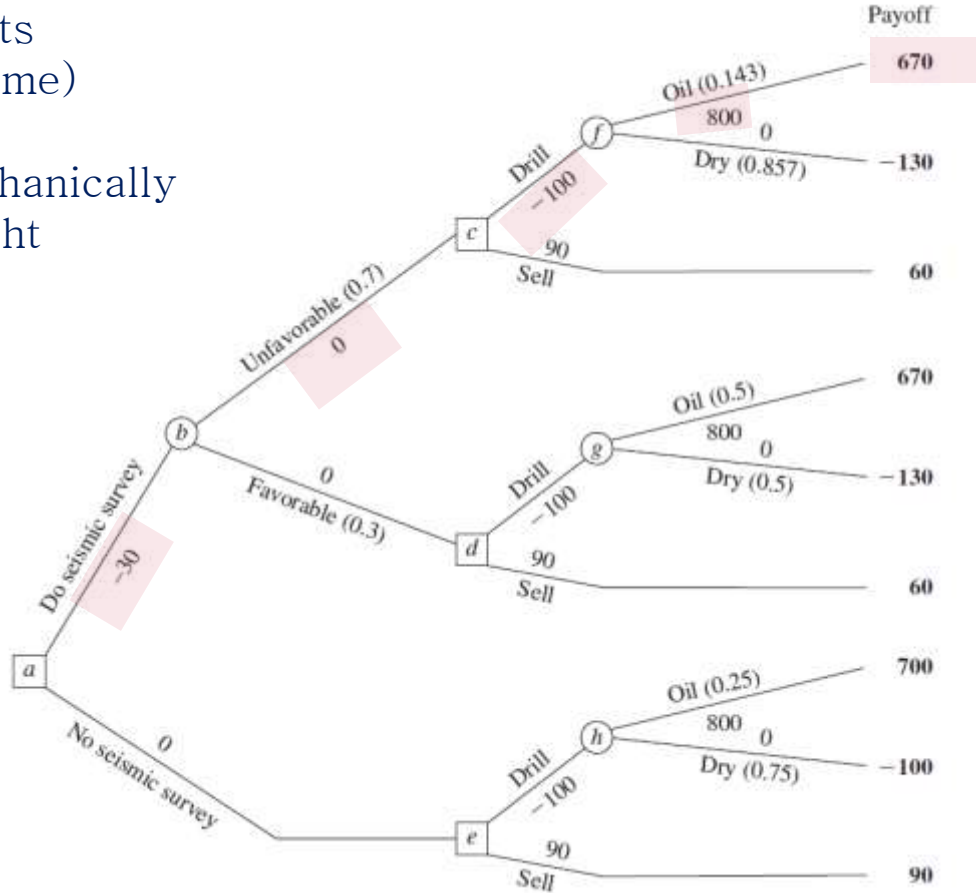 ts
me)
hanically
ht
Payoff
Oil (0.143)
670
800
0
Dry (0.857)
-130
Drill
-100
f
c
90
Sell
60
Unfavorable (0.7)
0
b
Oil (0.5)
670
800
0
Dry (0.5)
-130
g
Drill
-100
0
Favorable (0.3)
d
90
Sell
60
Do seismic survey
-30
a
Oil (0.25)
700
800
0
Dry (0.75)
-100
h
Drill
-100
0
No seismic survey
e
90
Sell
90